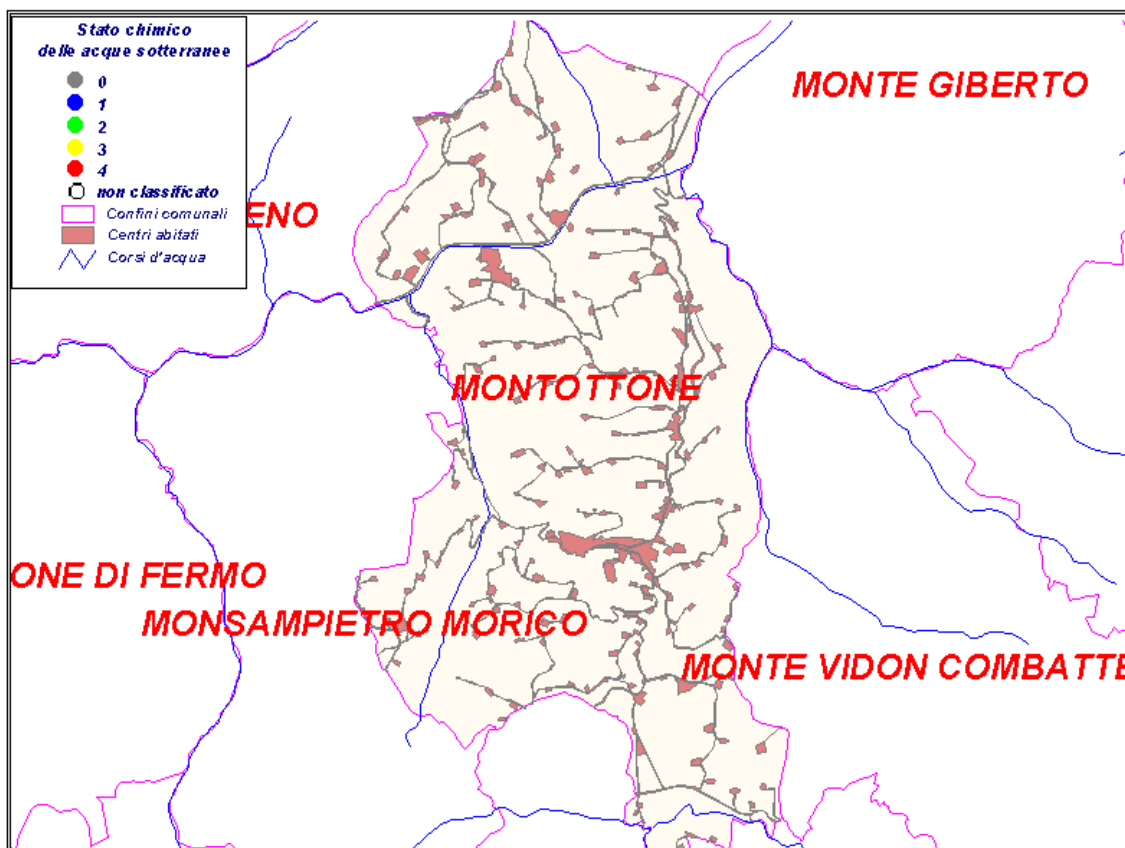 Stato chimico
delle acque sotterranee
0
1
2
3
4
non classificato
Confini comunali
Centri abitati
Corsi d'acqua
MONTE GIBERTO
ENO
MONTOTTONE
ONE DI FERMO
MONSAMPIETRO MORICO
MONTE VIDON COMBATTE